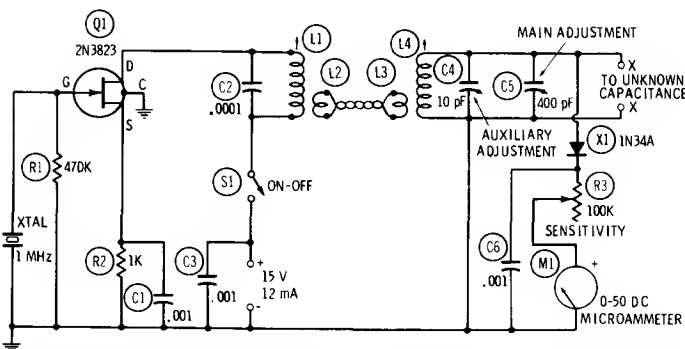 Q1
2N3823
D
G
C
S
R1
470K
XTAL
1 MHz
R2
1K
C1
.001
C2
.0001
L1
L2
L3
L4
S1
ON-OFF
C3
.001
+
15 V
12 mA
-
C4
10 pF
AUXILIARY
ADJUSTMENT
MAIN ADJUSTMENT
C5
400 pF
X
TO UNKNOWN
CAPACITANCE
X
X1
1N34A
R3
100K
SENSITIVITY
C6
.001
M1
+
0-50 DC
MICROAMMETER